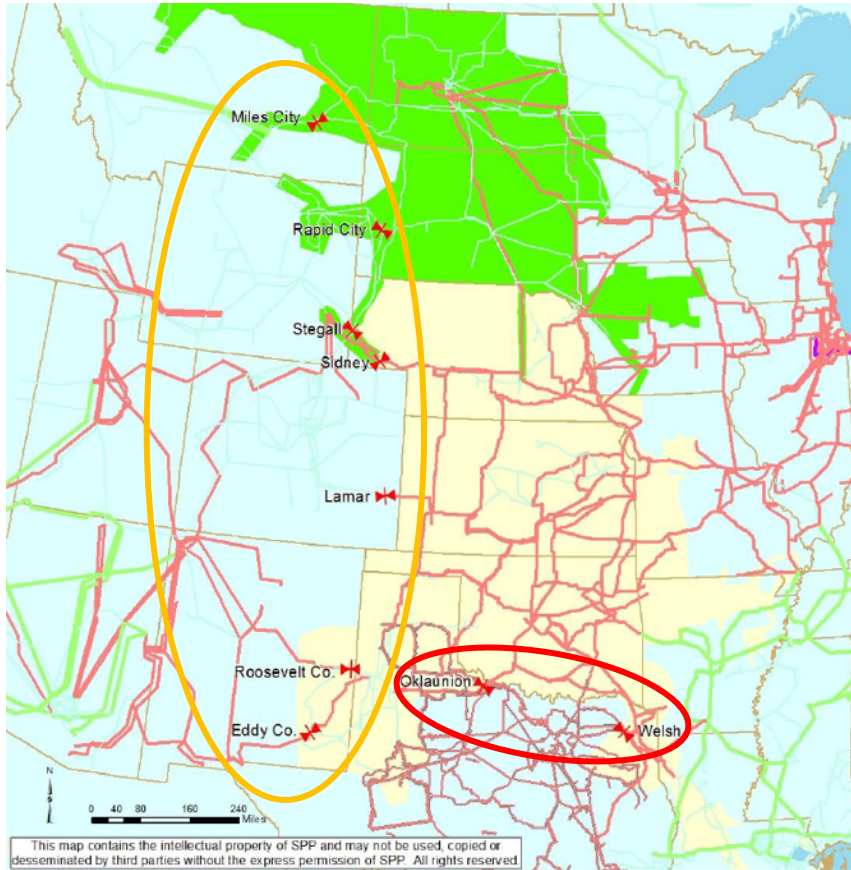 Miles City
Rapid City
Stegall
Sidney
Lamar
Roosevelt Co.
Oklaunion
Eddy Co.
Welsh
N
S
0 40 80 160 240
Miles
This map contains the intellectual property of SPP and may not be used, copied or
desseminated by third parties without the express permission of SPP. All rights reserved.